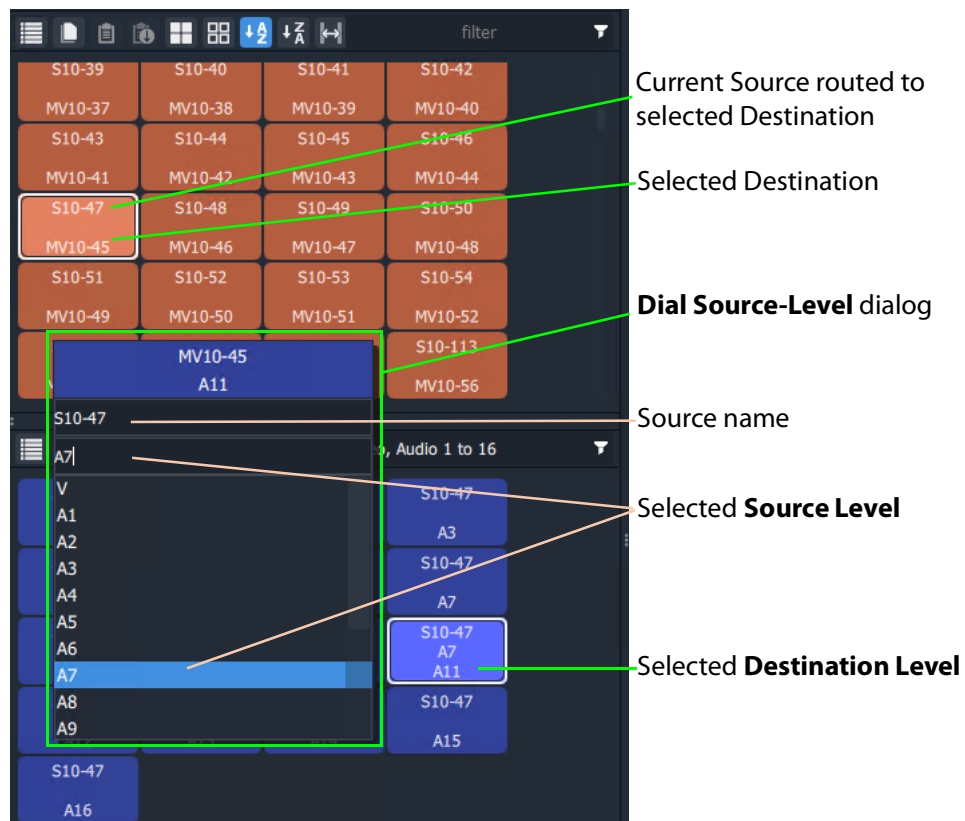 filter
S10-39 S10-40 S10-41 S10-42
MV10-37 MV10-38 MV10-39 MV10-40
S10-43 S10-44 S10-45 S10-46
MV10-41 MV10-42 MV10-43 MV10-44
S10-47 S10-48 S10-49 S10-50
MV10-45 MV10-46 MV10-47 MV10-48
S10-51 S10-52 S10-53 S10-54
MV10-49 MV10-50 MV10-51 MV10-52
S10-113
MV10-56
MV10-45
A11
S10-47
A7
, Audio 1 to 16
V
A1
A2
A3
A4
A5
A6
A7
A8
A9
S10-47
A3
S10-47
A7
S10-47
A7
A11
S10-47
A15
S10-47
A16
Current Source routed to
selected Destination
Selected Destination
Dial Source-Level dialog
Source name
Selected Source Level
Selected Destination Level